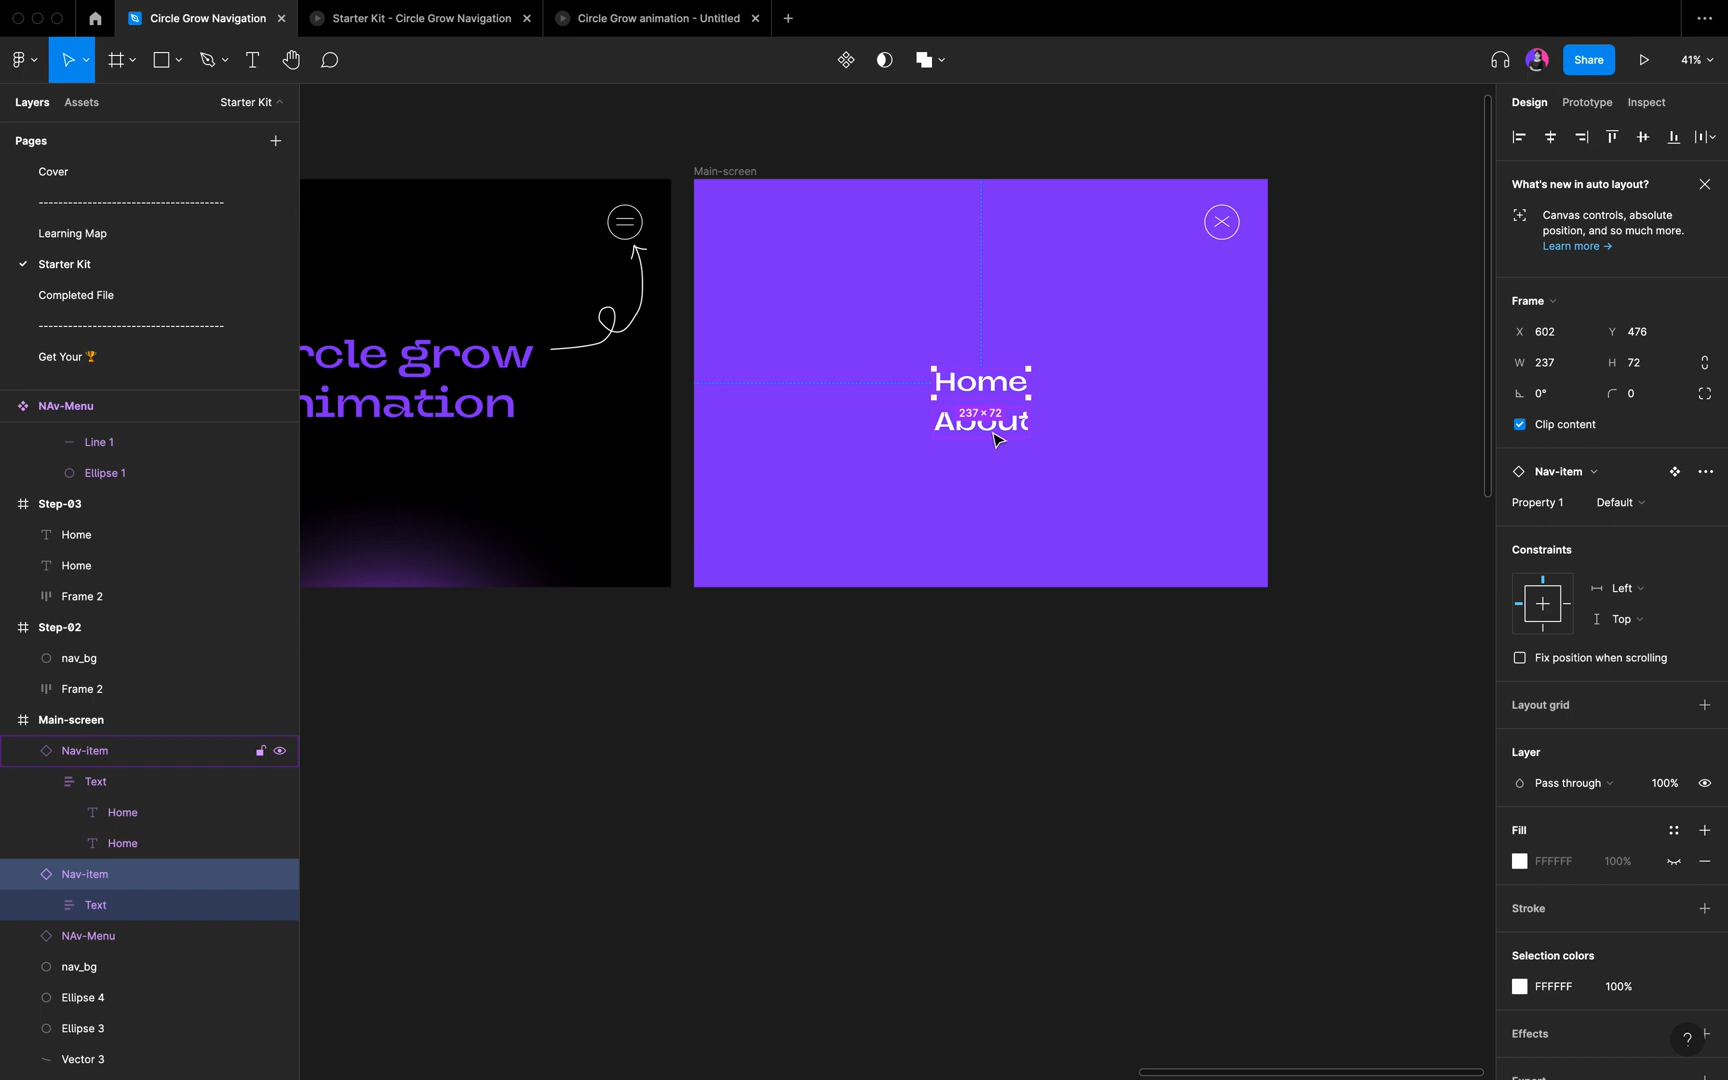 Circle Grow Navigation
Starter Kit - Circle Grow Navigation
Circle Grow animation - Untitled
Share
41%
Layers
Assets
Starter Kit
Pages
Cover
--------------------------------------
Learning Map
Starter Kit
Completed File
--------------------------------------
Get Your 🏆
NAv-Menu
Line 1
Ellipse 1
Step-03
Home
Home
Frame 2
Step-02
nav_bg
Frame 2
Main-screen
Nav-item
Text
Home
Home
Nav-item
Text
NAv-Menu
nav_bg
Ellipse 4
Ellipse 3
Vector 3
rcle grow
nimation
Main-screen
Home
237 × 72
About
Design
Prototype
Inspect
What's new in auto layout?
Canvas controls, absolute
position, and so much more.
Learn more →
Frame
X 602
Y 476
W 237
H 72
0°
0
Clip content
Nav-item
Property 1
Default
Constraints
Left
Top
Fix position when scrolling
Layout grid
Layer
Pass through
100%
Fill
FFFFFF
100%
Stroke
Selection colors
FFFFFF
100%
Effects
?